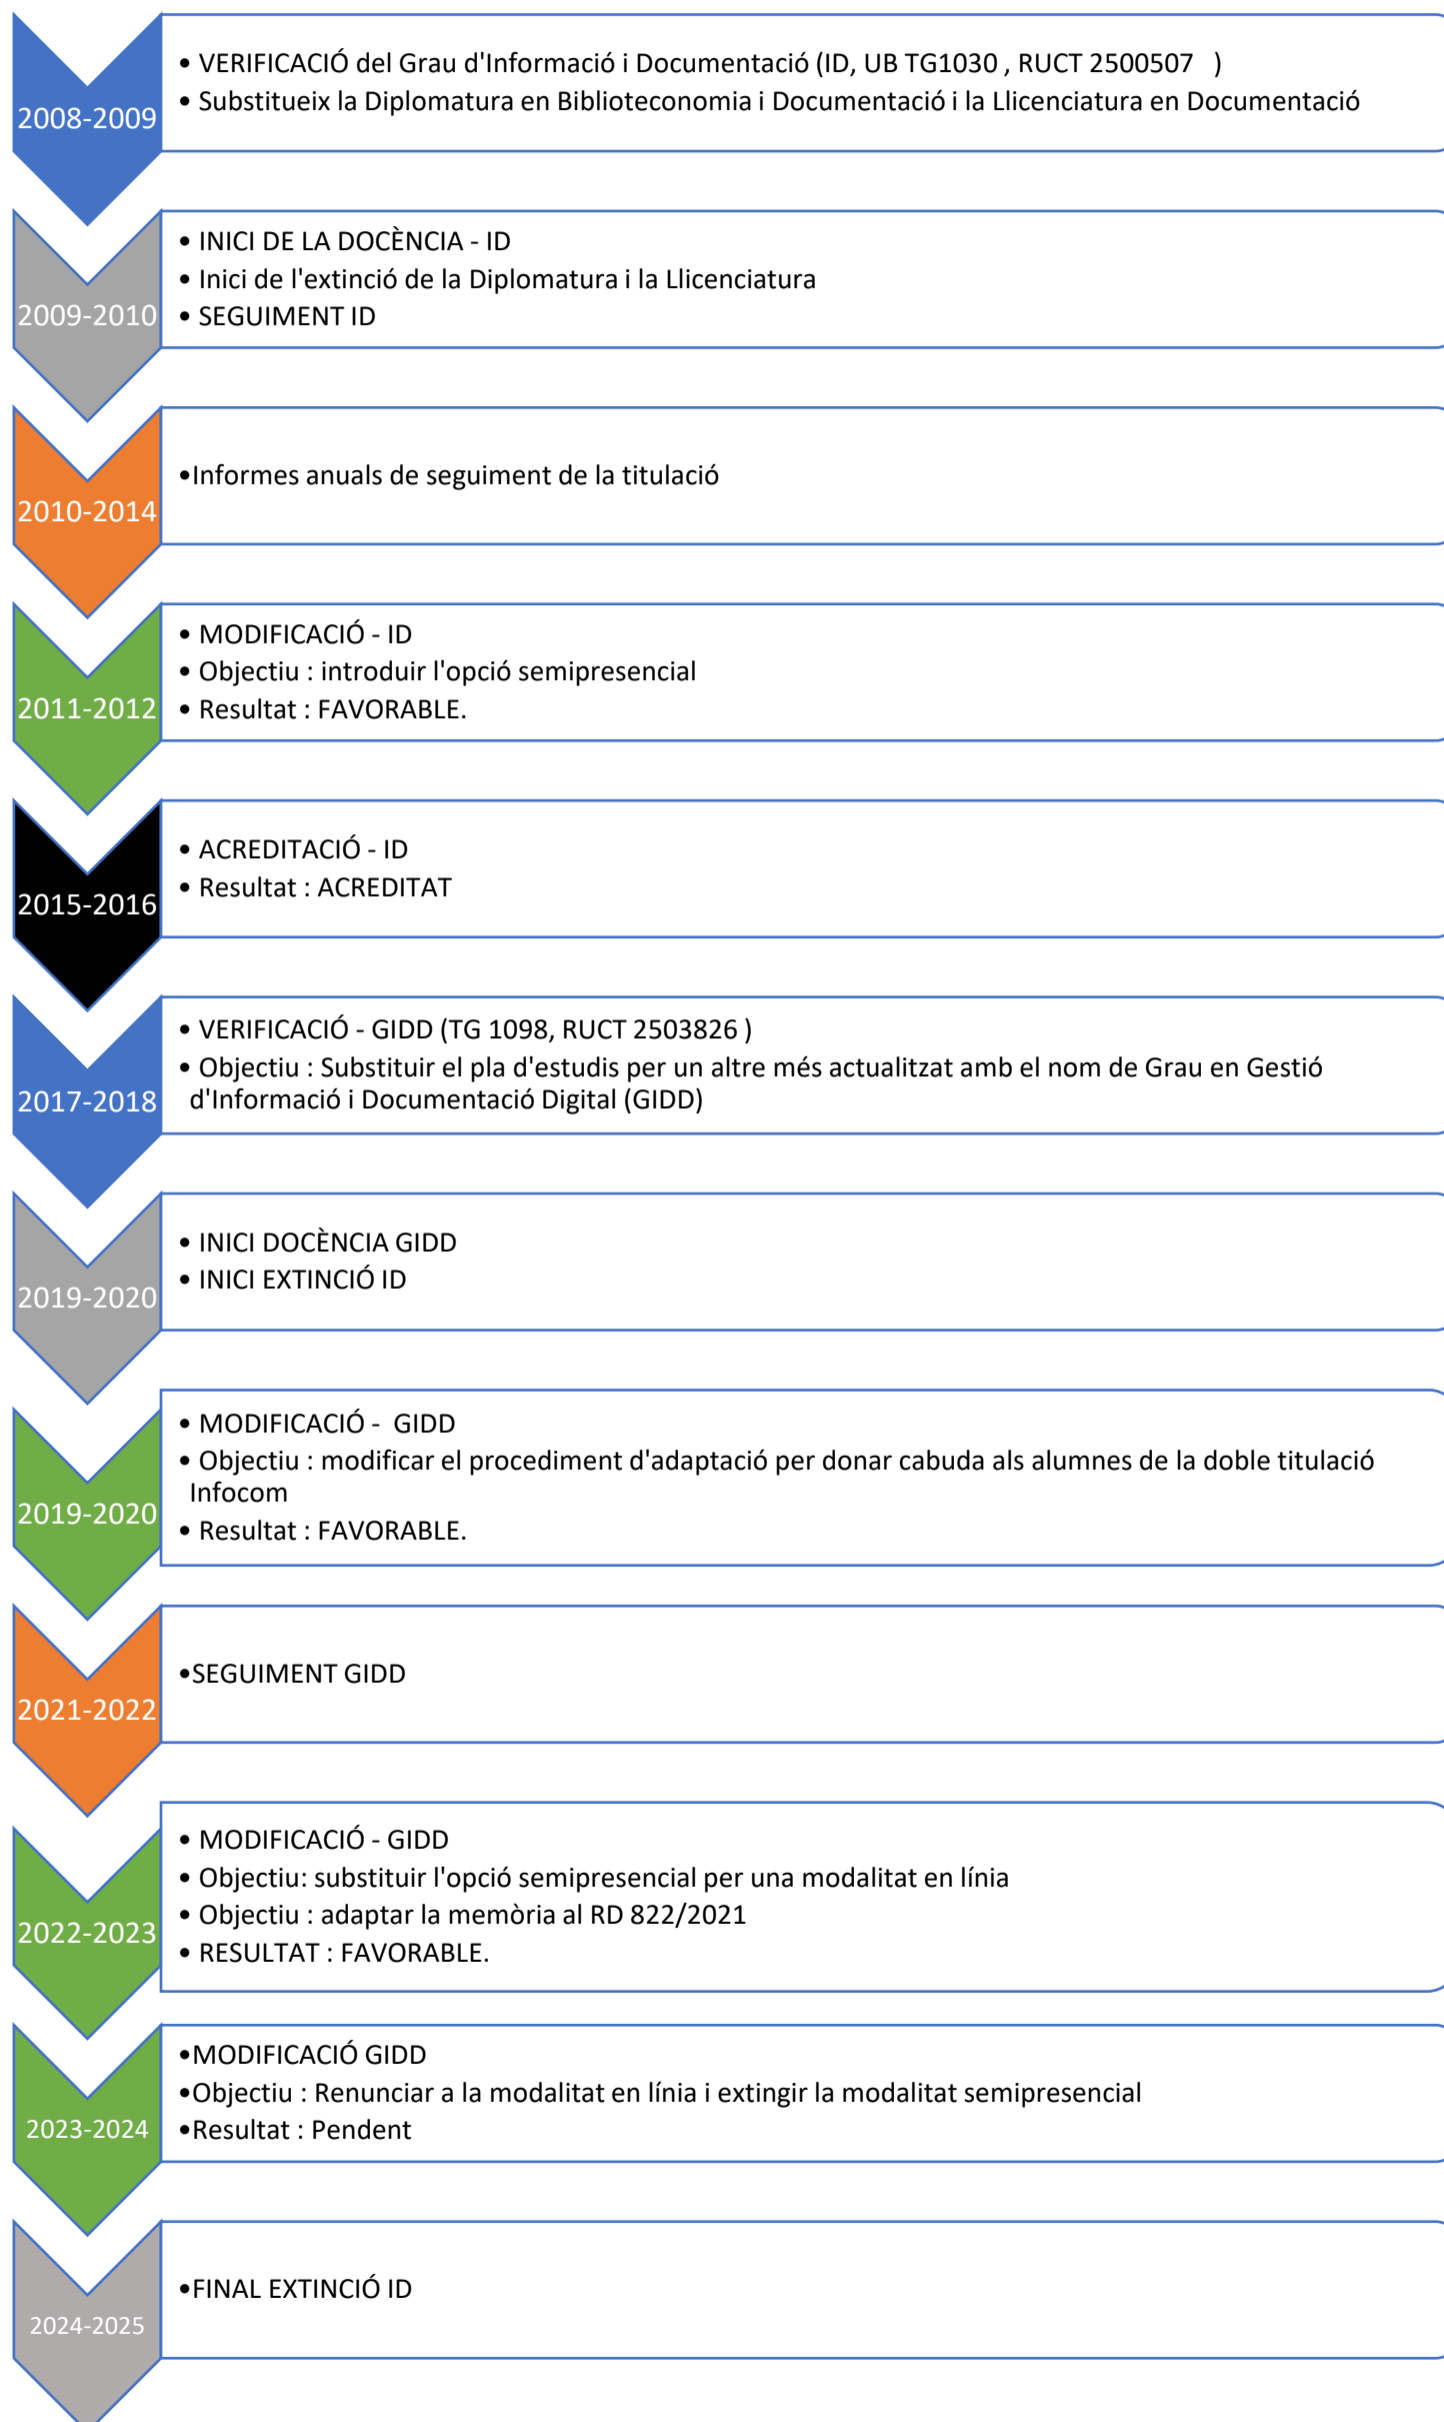 2008-2009
• VERIFICACIÓ del Grau d'Informació i Documentació (ID, UB TG1030 , RUCT 2500507 )
• Substitueix la Diplomatura en Biblioteconomia i Documentació i la Llicenciatura en Documentació
2009-2010
• INICI DE LA DOCÈNCIA - ID
• Inici de l'extinció de la Diplomatura i la Llicenciatura
• SEGUIMENT ID
2010-2014
•Informes anuals de seguiment de la titulació
2011-2012
• MODIFICACIÓ - ID
• Objectiu : introduir l'opció semipresencial
• Resultat : FAVORABLE.
2015-2016
• ACREDITACIÓ - ID
• Resultat : ACREDITAT
2017-2018
• VERIFICACIÓ - GIDD (TG 1098, RUCT 2503826 )
• Objectiu : Substituir el pla d'estudis per un altre més actualitzat amb el nom de Grau en Gestió
d'Informació i Documentació Digital (GIDD)
2019-2020
• INICI DOCÈNCIA GIDD
• INICI EXTINCIÓ ID
2019-2020
• MODIFICACIÓ - GIDD
• Objectiu : modificar el procediment d'adaptació per donar cabuda als alumnes de la doble titulació
Infocom
• Resultat : FAVORABLE.
2021-2022
•SEGUIMENT GIDD
2022-2023
• MODIFICACIÓ - GIDD
• Objectiu: substituir l'opció semipresencial per una modalitat en línia
• Objectiu : adaptar la memòria al RD 822/2021
• RESULTAT : FAVORABLE.
2023-2024
•MODIFICACIÓ GIDD
•Objectiu : Renunciar a la modalitat en línia i extingir la modalitat semipresencial
•Resultat : Pendent
2024-2025
•FINAL EXTINCIÓ ID